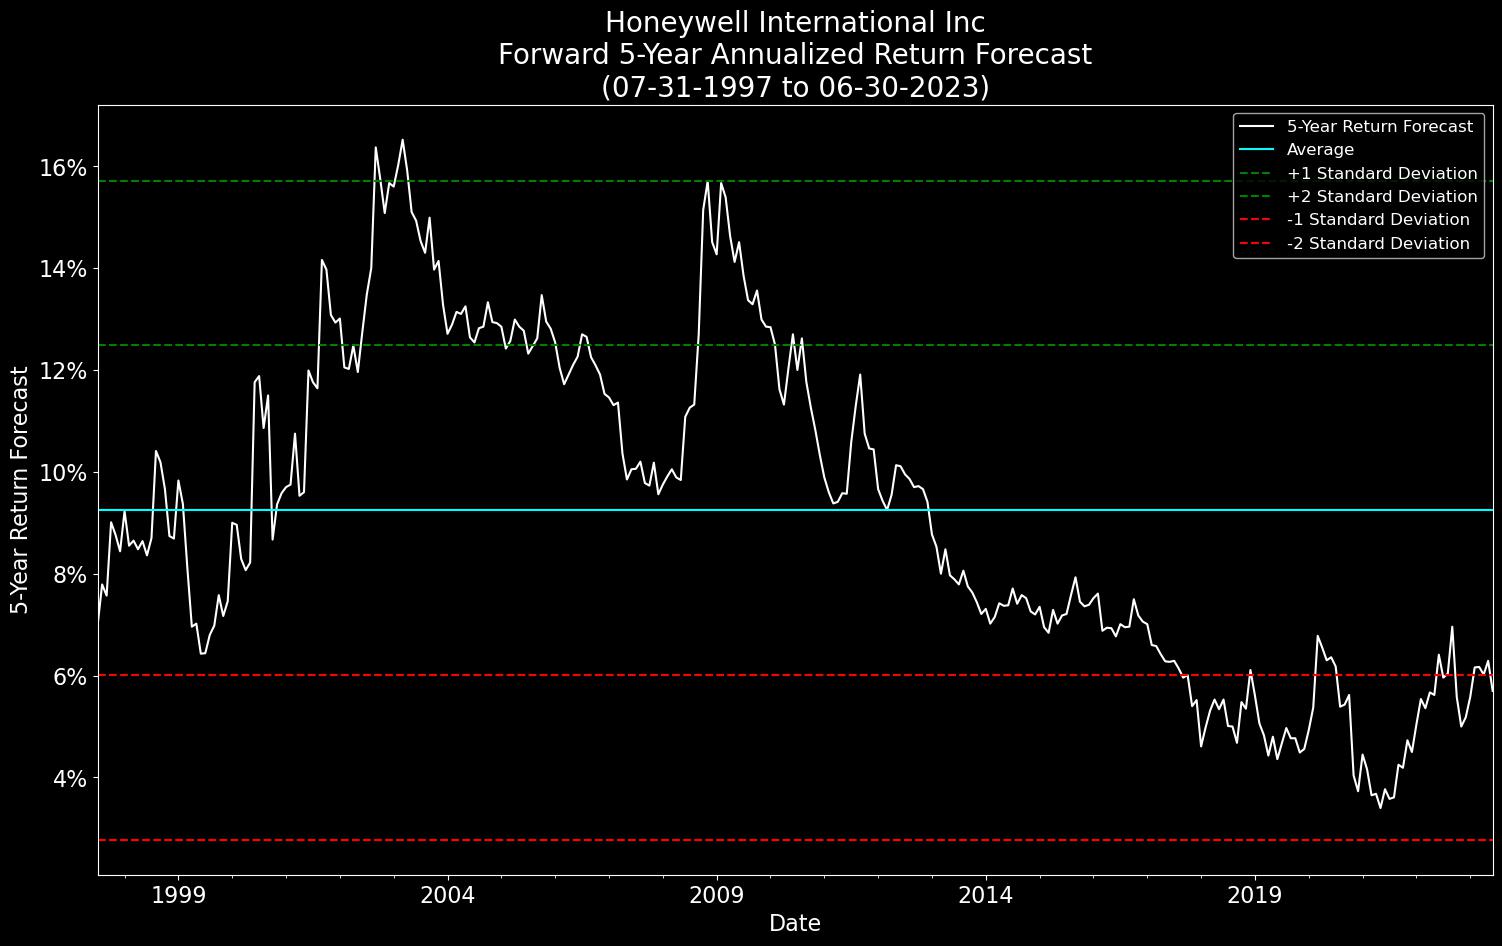 Honeywell International Inc
Forward 5-Year Annualized Return Forecast
(07-31-1997 to 06-30-2023)
5-Year Return Forecast
Average
+1 Standard Deviation
+2 Standard Deviation
-1 Standard Deviation
-2 Standard Deviation
5-Year Return Forecast
16%
14%
12%
10%
8%
6%
4%
1999
2004
2009
2014
2019
Date